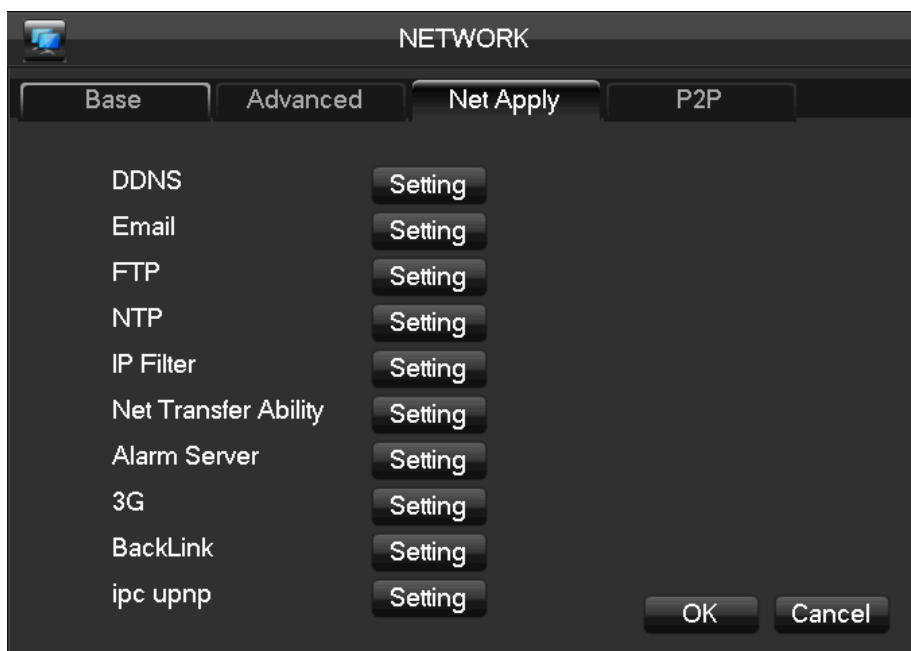 NETWORK
Base Advanced Net Apply P2P
DDNS Setting
Email Setting
FTP Setting
NTP Setting
IP Filter Setting
Net Transfer Ability Setting
Alarm Server Setting
3G Setting
BackLink Setting
ipc upnp Setting
OK Cancel